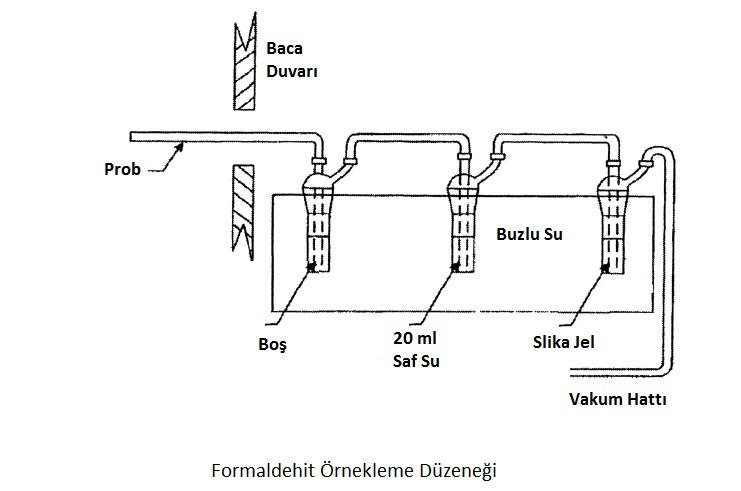 Baca
Duvarı
Prob
Buzlu Su
Boş
20 ml
Saf Su
Slika Jel
Vakum Hattı
Formaldehit Örnekleme Düzeneği